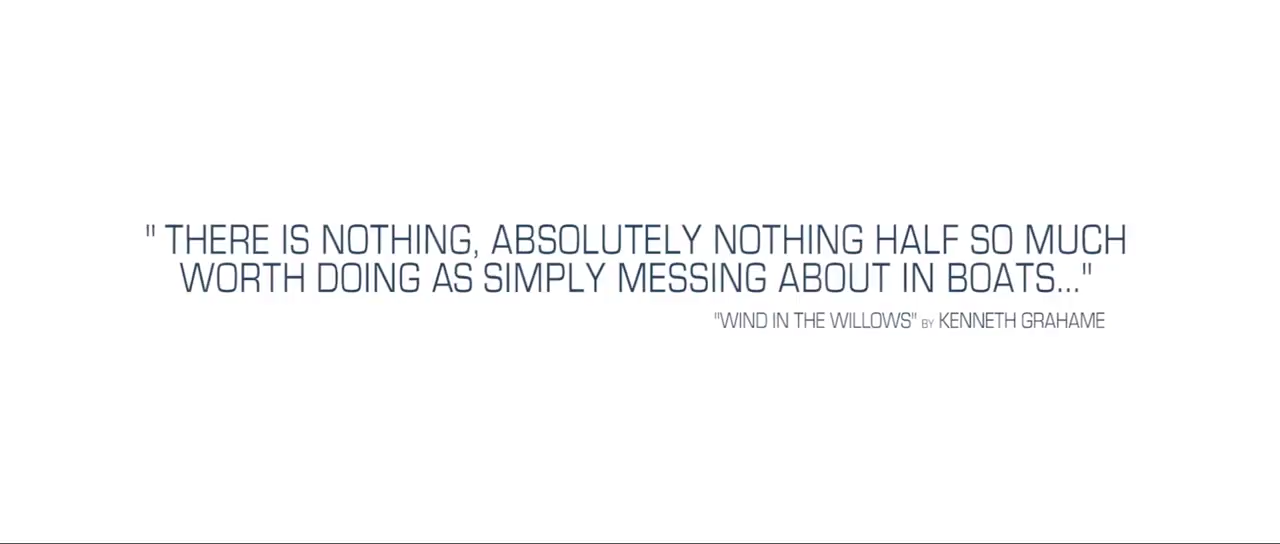 " THERE IS NOTHING, ABSOLUTELY NOTHING HALF SO MUCH
WORTH DOING AS SIMPLY MESSING ABOUT IN BOATS..."
"WIND IN THE WILLOWS" BY KENNETH GRAHAME